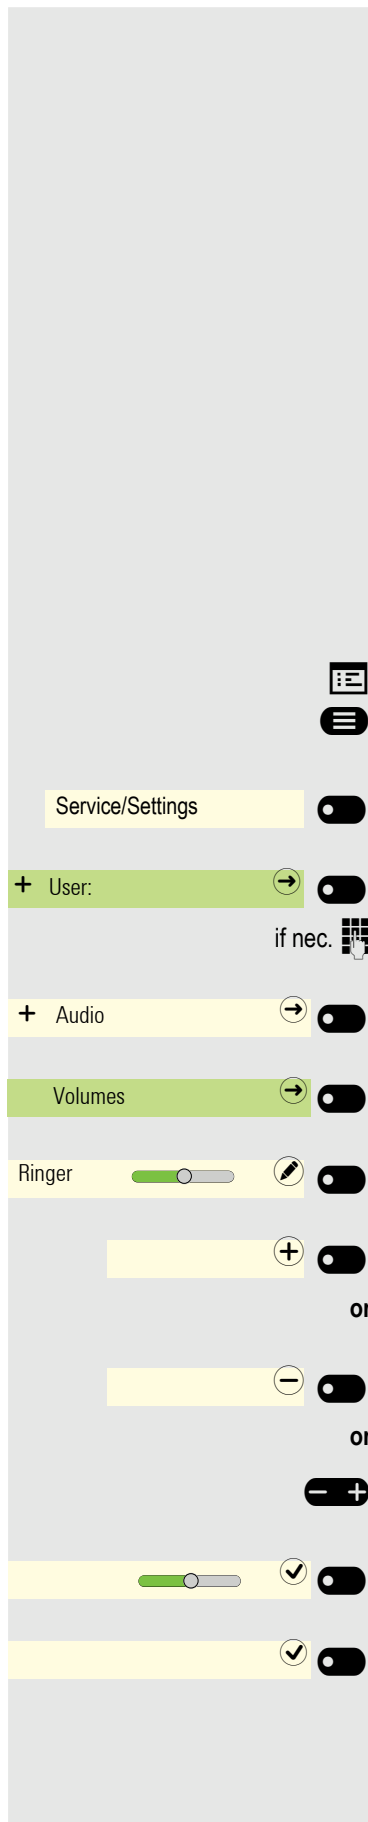 Service/Settings
+ User:
if nec.
+ Audio
Volumes
Ringer
or
or